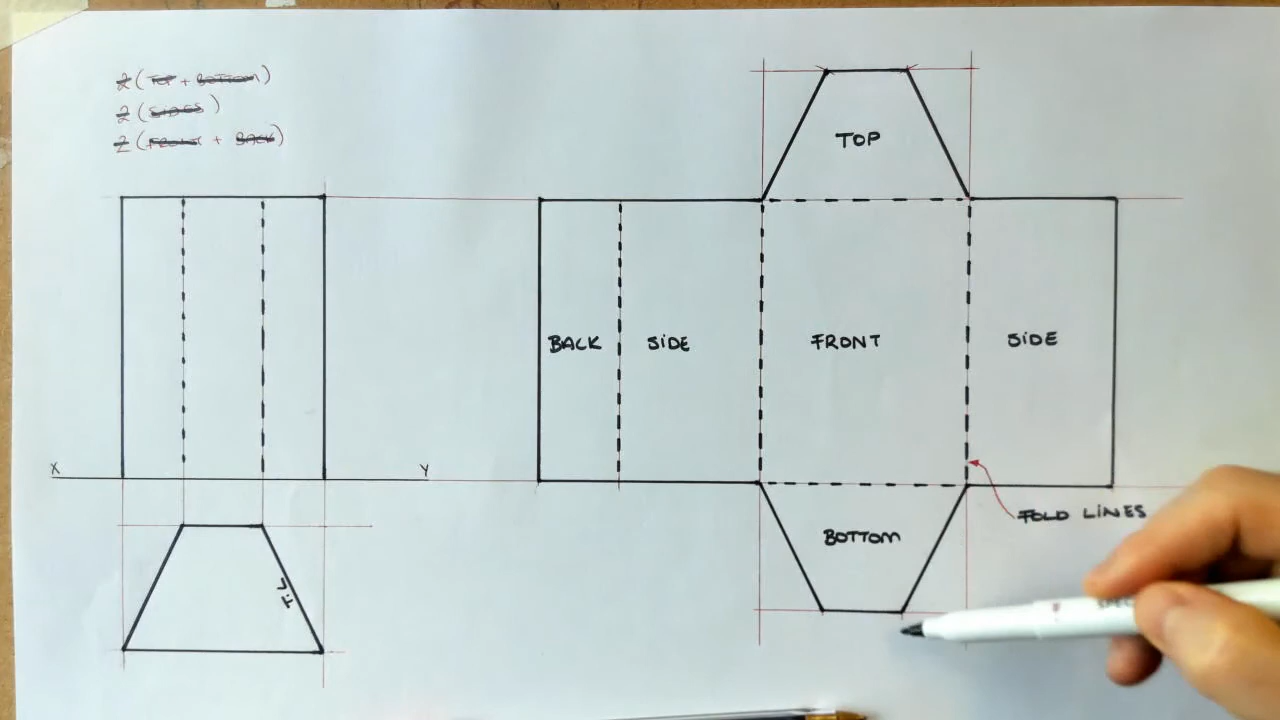 2 (TOP + BOTTOM)
2 (SIDES)
2 (FRONT + BACK)
TOP
BACK
SIDE
FRONT
SIDE
X
Y
FOLD LINES
BOTTOM
T.L